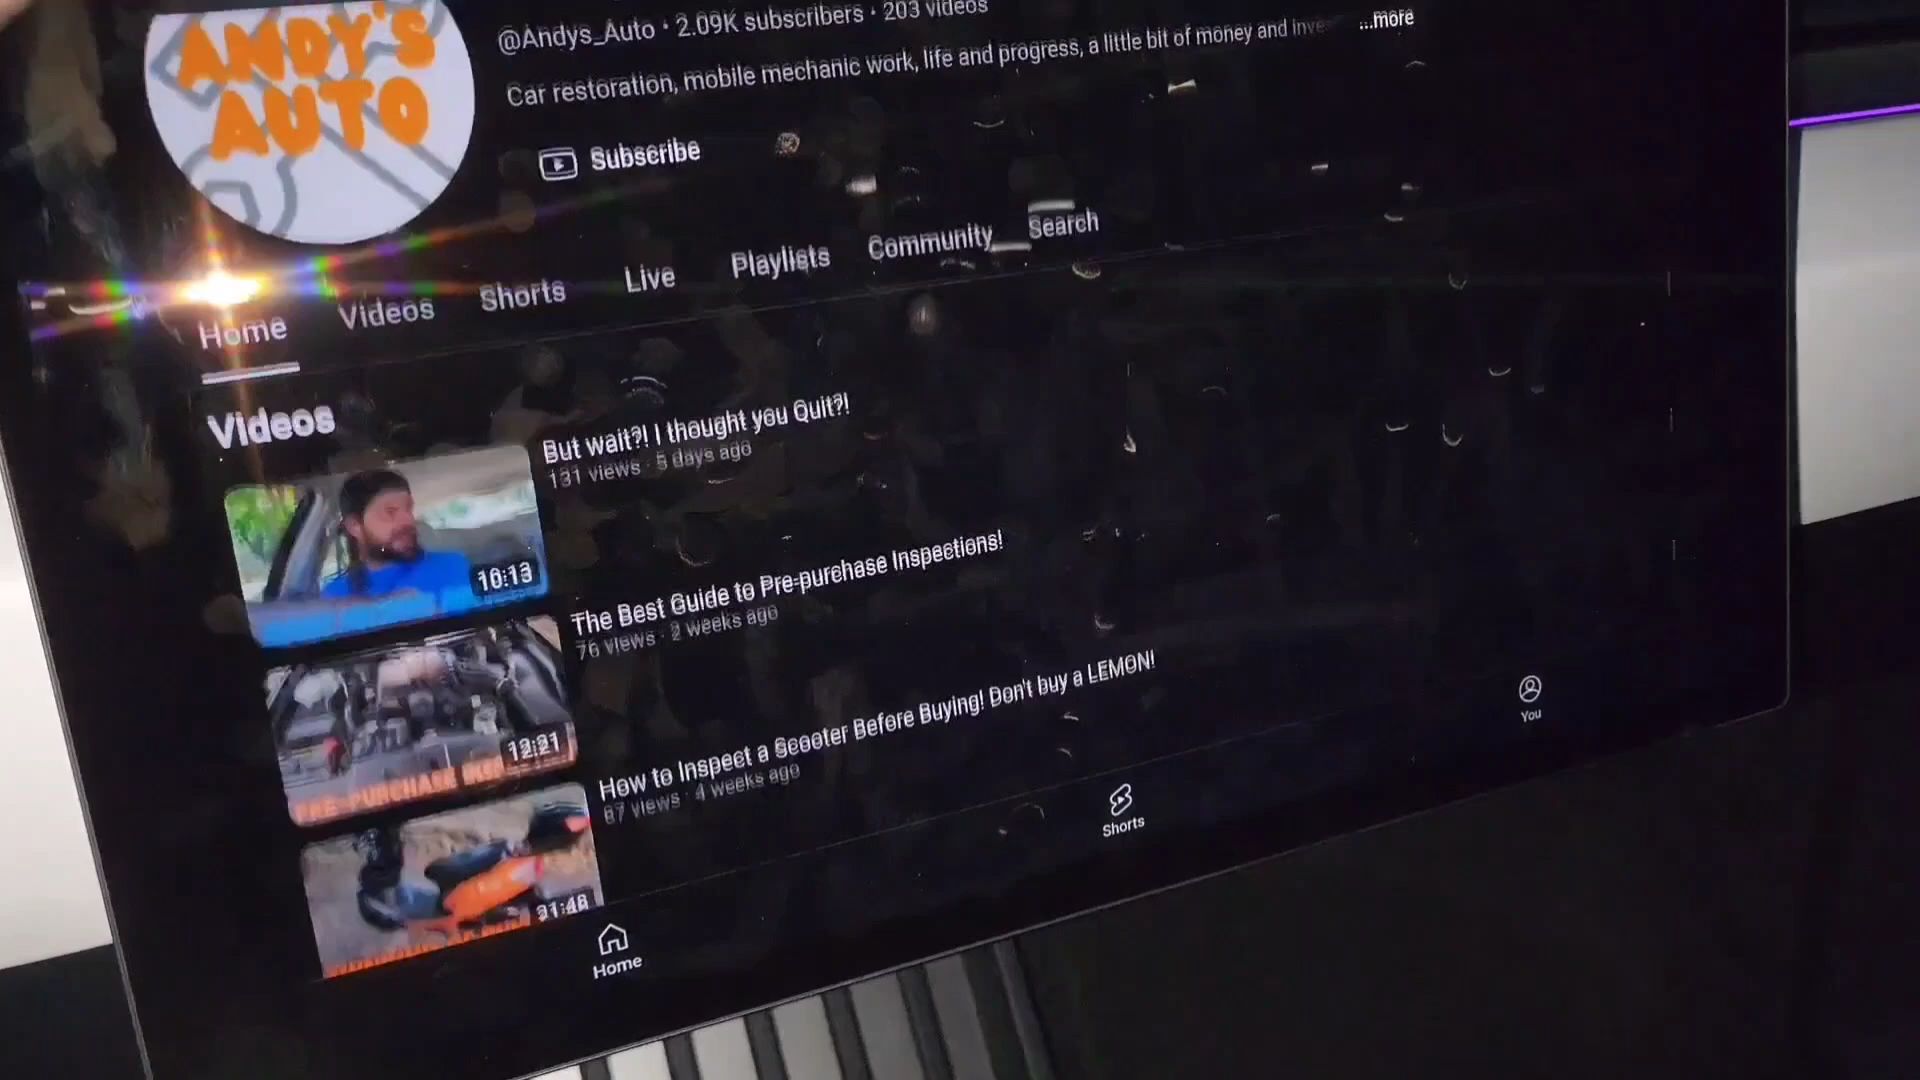 ANDY'S
AUTO
@Andys_Auto · 2.09K subscribers · 203 videos
Car restoration, mobile mechanic work, life and progress, a little bit of money and inve
...more
Subscribe
Home
Videos
Shorts
Live
Playlists
Community
Search
Videos
But wait?! I thought you Quit?!
131 views · 5 days ago
10:13
The Best Guide to Pre-purchase Inspections!
76 views · 2 weeks ago
12:21
PRE-PURCHASE
How to Inspect a Scooter Before Buying! Don't buy a LEMON!
87 views · 4 weeks ago
Home
Shorts
You